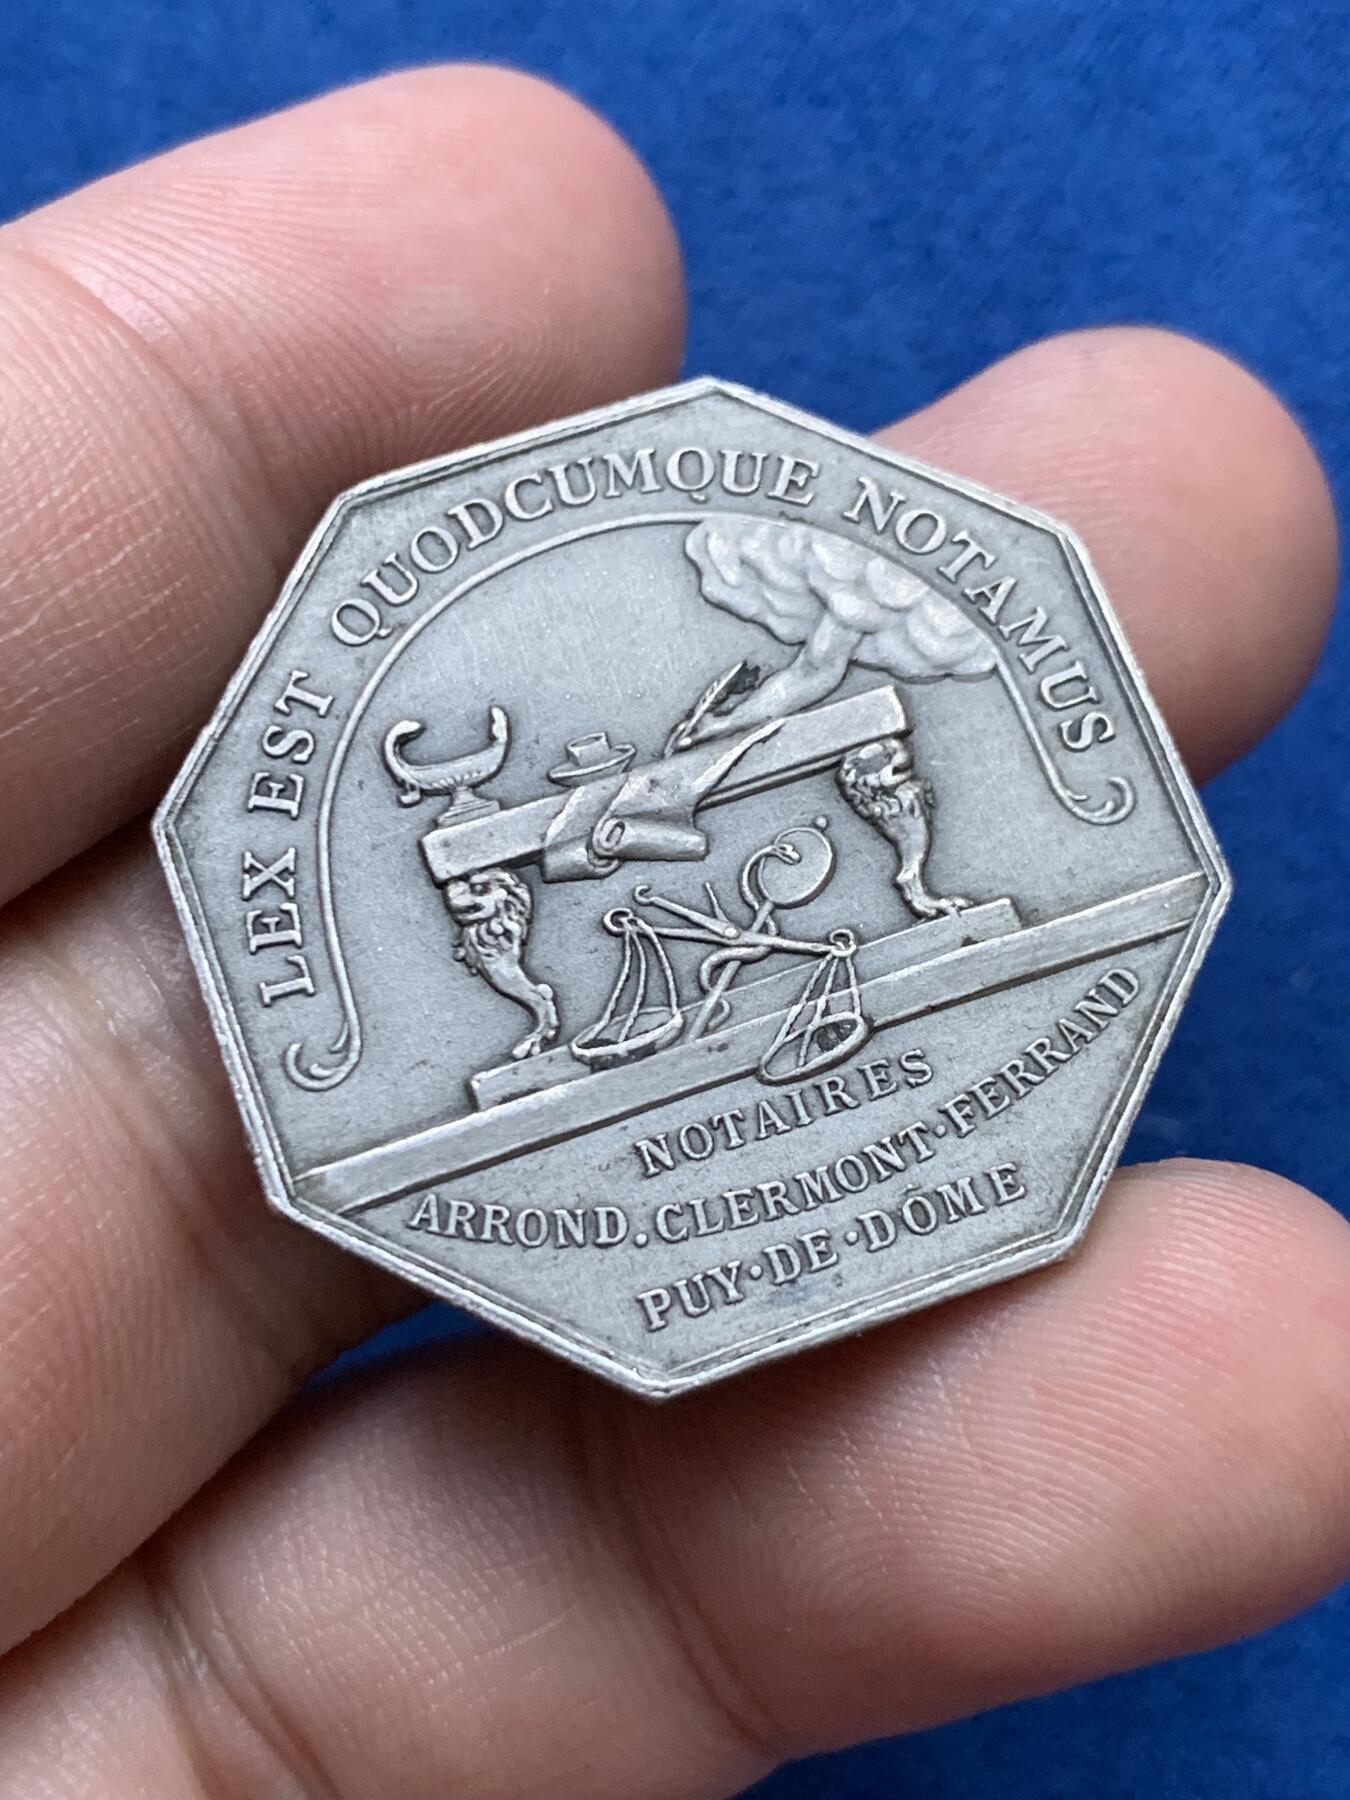 LEX EST QUODCUMQUE NOTAMUS
NOTAIRES
ARROND. CLERMONT·FERRAND
PUY·DE·DÔME